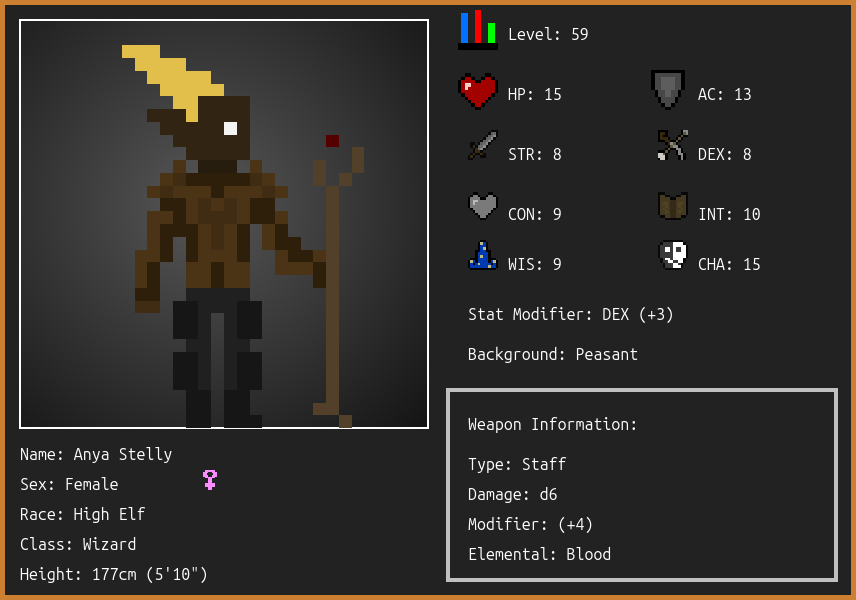 Level: 59
HP: 15
AC: 13
STR: 8
DEX: 8
CON: 9
INT: 10
WIS: 9
CHA: 15
Stat Modifier: DEX (+3)
Background: Peasant
Weapon Information:
Type: Staff
Damage: d6
Modifier: (+4)
Elemental: Blood
Name: Anya Stelly
Sex: Female
Race: High Elf
Class: Wizard
Height: 177cm (5'10")